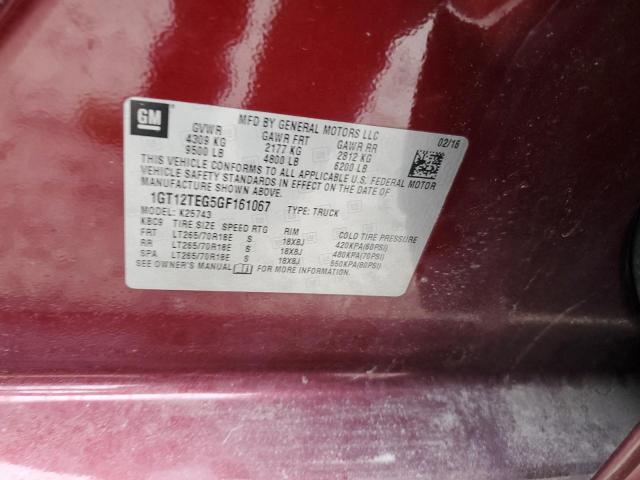 GM
MFD BY GENERAL MOTORS LLC
02/16
GVWR GAWR FRT GAWR RR
4309 KG 2177 KG 2812 KG
9500 LB 4800 LB 6200 LB
THIS VEHICLE CONFORMS TO ALL APPLICABLE U.S. FEDERAL MOTOR
VEHICLE SAFETY STANDARDS IN EFFECT ON THE DATE OF
MANUFACTURE SHOWN ABOVE.
1GT12TEG5GF161067 TYPE: TRUCK
MODEL: K25743
KBC9 TIRE SIZE SPEED RTG RIM COLD TIRE PRESSURE
FRT LT265/70R18E S 18X8J 420KPA(60PSI)
RR LT265/70R18E S 18X8J 480KPA(70PSI)
SPA LT265/70R18E S 18X8J 550KPA(80PSI)
SEE OWNER'S MANUAL FOR MORE INFORMATION.